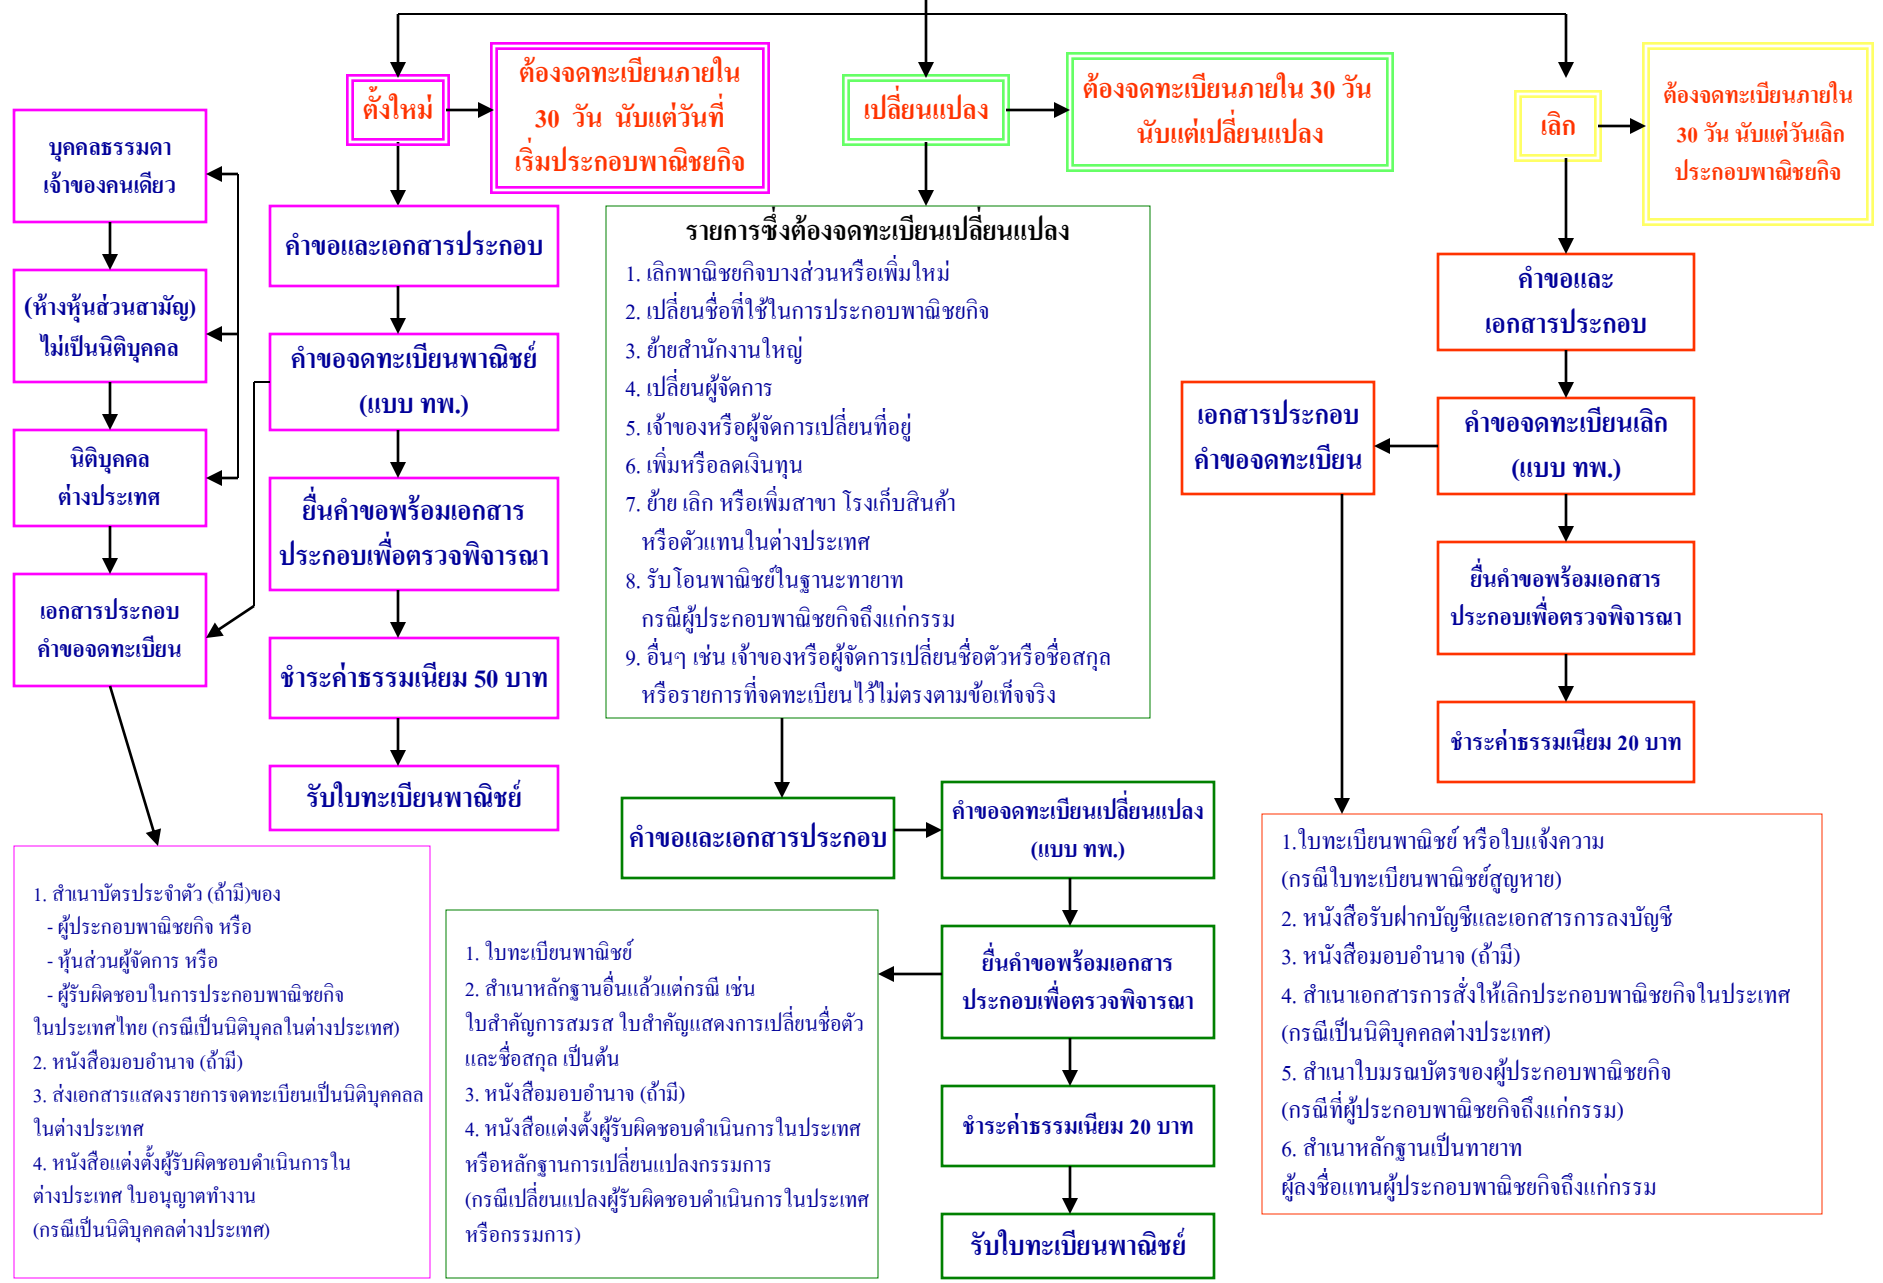 ตั้งใหม่
ต้องจดทะเบียนภายใน
30 วัน นับแต่วันที่
เริ่มประกอบพาณิชยกิจ
เปลี่ยนแปลง
ต้องจดทะเบียนภายใน 30 วัน
นับแต่เปลี่ยนแปลง
เลิก
ต้องจดทะเบียนภายใน
30 วัน นับแต่วันเลิก
ประกอบพาณิชยกิจ
บุคคลธรรมดา
เจ้าของคนเดียว
(ห้างหุ้นส่วนสามัญ)
ไม่เป็นนิติบุคคล
นิติบุคคล
ต่างประเทศ
เอกสารประกอบ
คำขอจดทะเบียน
1. สำเนาบัตรประจำตัว (ถ้ามี)ของ
- ผู้ประกอบพาณิชยกิจ หรือ
- หุ้นส่วนผู้จัดการ หรือ
- ผู้รับผิดชอบในการประกอบพาณิชยกิจ
ในประเทศไทย (กรณีเป็นนิติบุคลในต่างประเทศ)
2. หนังสือมอบอำนาจ (ถ้ามี)
3. ส่งเอกสารแสดงรายการจดทะเบียนเป็นนิติบุคคลล
ในต่างประเทศ
4. หนังสือแต่งตั้งผู้รับผิดชอบดำเนินการใน
ต่างประเทศ ใบอนุญาตทำงาน
(กรณีเป็นนิติบุคคลต่างประเทศ)
คำขอและเอกสารประกอบ
คำขอจดทะเบียนพาณิชย์
(แบบ ทพ.)
ยื่นคำขอพร้อมเอกสาร
ประกอบเพื่อตรวจพิจารณา
ชำระค่าธรรมเนียม 50 บาท
รับใบทะเบียนพาณิชย์
รายการซึ่งต้องจดทะเบียนเปลี่ยนแปลง
1. เลิกพาณิชยกิจบางส่วนหรือเพิ่มใหม่
2. เปลี่ยนชื่อที่ใช้ในการประกอบพาณิชยกิจ
3. ย้ายสำนักงานใหญ่
4. เปลี่ยนผู้จัดการ
5. เจ้าของหรือผู้จัดการเปลี่ยนที่อยู่
6. เพิ่มหรือลดเงินทุน
7. ย้าย เลิก หรือเพิ่มสาขา โรงเก็บสินค้า
หรือตัวแทนในต่างประเทศ
8. รับโอนพาณิชย์ในฐานะทายาท
กรณีผู้ประกอบพาณิชยกิจถึงแก่กรรม
9. อื่นๆ เช่น เจ้าของหรือผู้จัดการเปลี่ยนชื่อตัวหรือชื่อสกุล
หรือรายการที่จดทะเบียนไว้ไม่ตรงตามข้อเท็จจริง
คำขอและเอกสารประกอบ
คำขอจดทะเบียนเปลี่ยนแปลง
(แบบ ทพ.)
ยื่นคำขอพร้อมเอกสาร
ประกอบเพื่อตรวจพิจารณา
ชำระค่าธรรมเนียม 20 บาท
รับใบทะเบียนพาณิชย์
1. ใบทะเบียนพาณิชย์
2. สำเนาหลักฐานอื่นแล้วแต่กรณี เช่น
ใบสำคัญการสมรส ใบสำคัญแสดงการเปลี่ยนชื่อตัว
และชื่อสกุล เป็นต้น
3. หนังสือมอบอำนาจ (ถ้ามี)
4. หนังสือแต่งตั้งผู้รับผิดชอบดำเนินการในประเทศ
หรือหลักฐานการเปลี่ยนแปลงกรรมการ
(กรณีเปลี่ยนแปลงผู้รับผิดชอบดำเนินการในประเทศ
หรือกรรมการ)
คำขอและ
เอกสารประกอบ
คำขอจดทะเบียนเลิก
(แบบ ทพ.)
เอกสารประกอบ
คำขอจดทะเบียน
ยื่นคำขอพร้อมเอกสาร
ประกอบเพื่อตรวจพิจารณา
ชำระค่าธรรมเนียม 20 บาท
1.ใบทะเบียนพาณิชย์ หรือใบแจ้งความ
(กรณีใบทะเบียนพาณิชย์สูญหาย)
2. หนังสือรับฝากบัญชีและเอกสารการลงบัญชี
3. หนังสือมอบอำนาจ (ถ้ามี)
4. สำเนาเอกสารการสั่งให้เลิกประกอบพาณิชยกิจในประเทศ
(กรณีเป็นนิติบุคคลต่างประเทศ)
5. สำเนาใบมรณบัตรของผู้ประกอบพาณิชยกิจ
(กรณีที่ผู้ประกอบพาณิชยกิจถึงแก่กรรม)
6. สำเนาหลักฐานเป็นทายาท
ผู้ลงชื่อแทนผู้ประกอบพาณิชยกิจถึงแก่กรรม